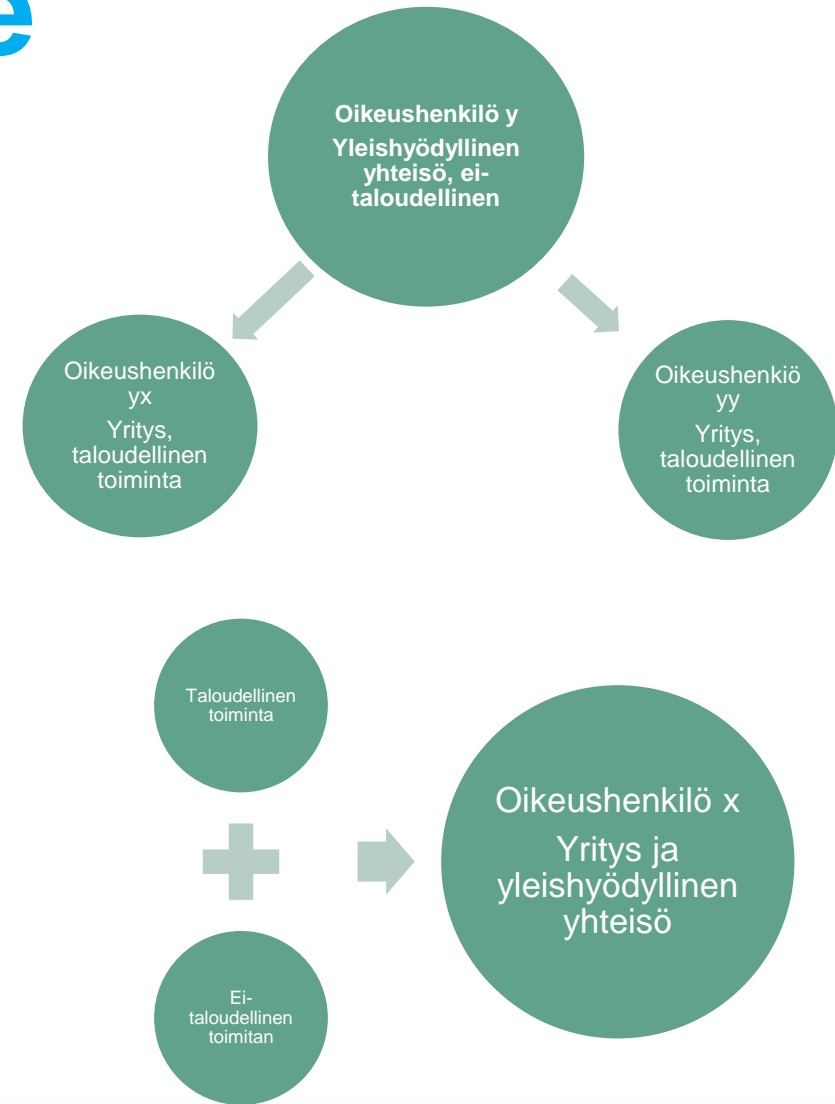 e
Oikeushenkilö y
Yleishyödyllinen
yhteisö, ei-
taloudellinen
Oikeushenkilö
yx
Yritys,
taloudellinen
toiminta
Oikeushenkiö
yy
Yritys,
taloudellinen
toiminta
Taloudellinen
toiminta
Oikeushenkilö x
Yritys ja
yleishyödyllinen
yhteisö
Ei-
taloudellinen
toimitan